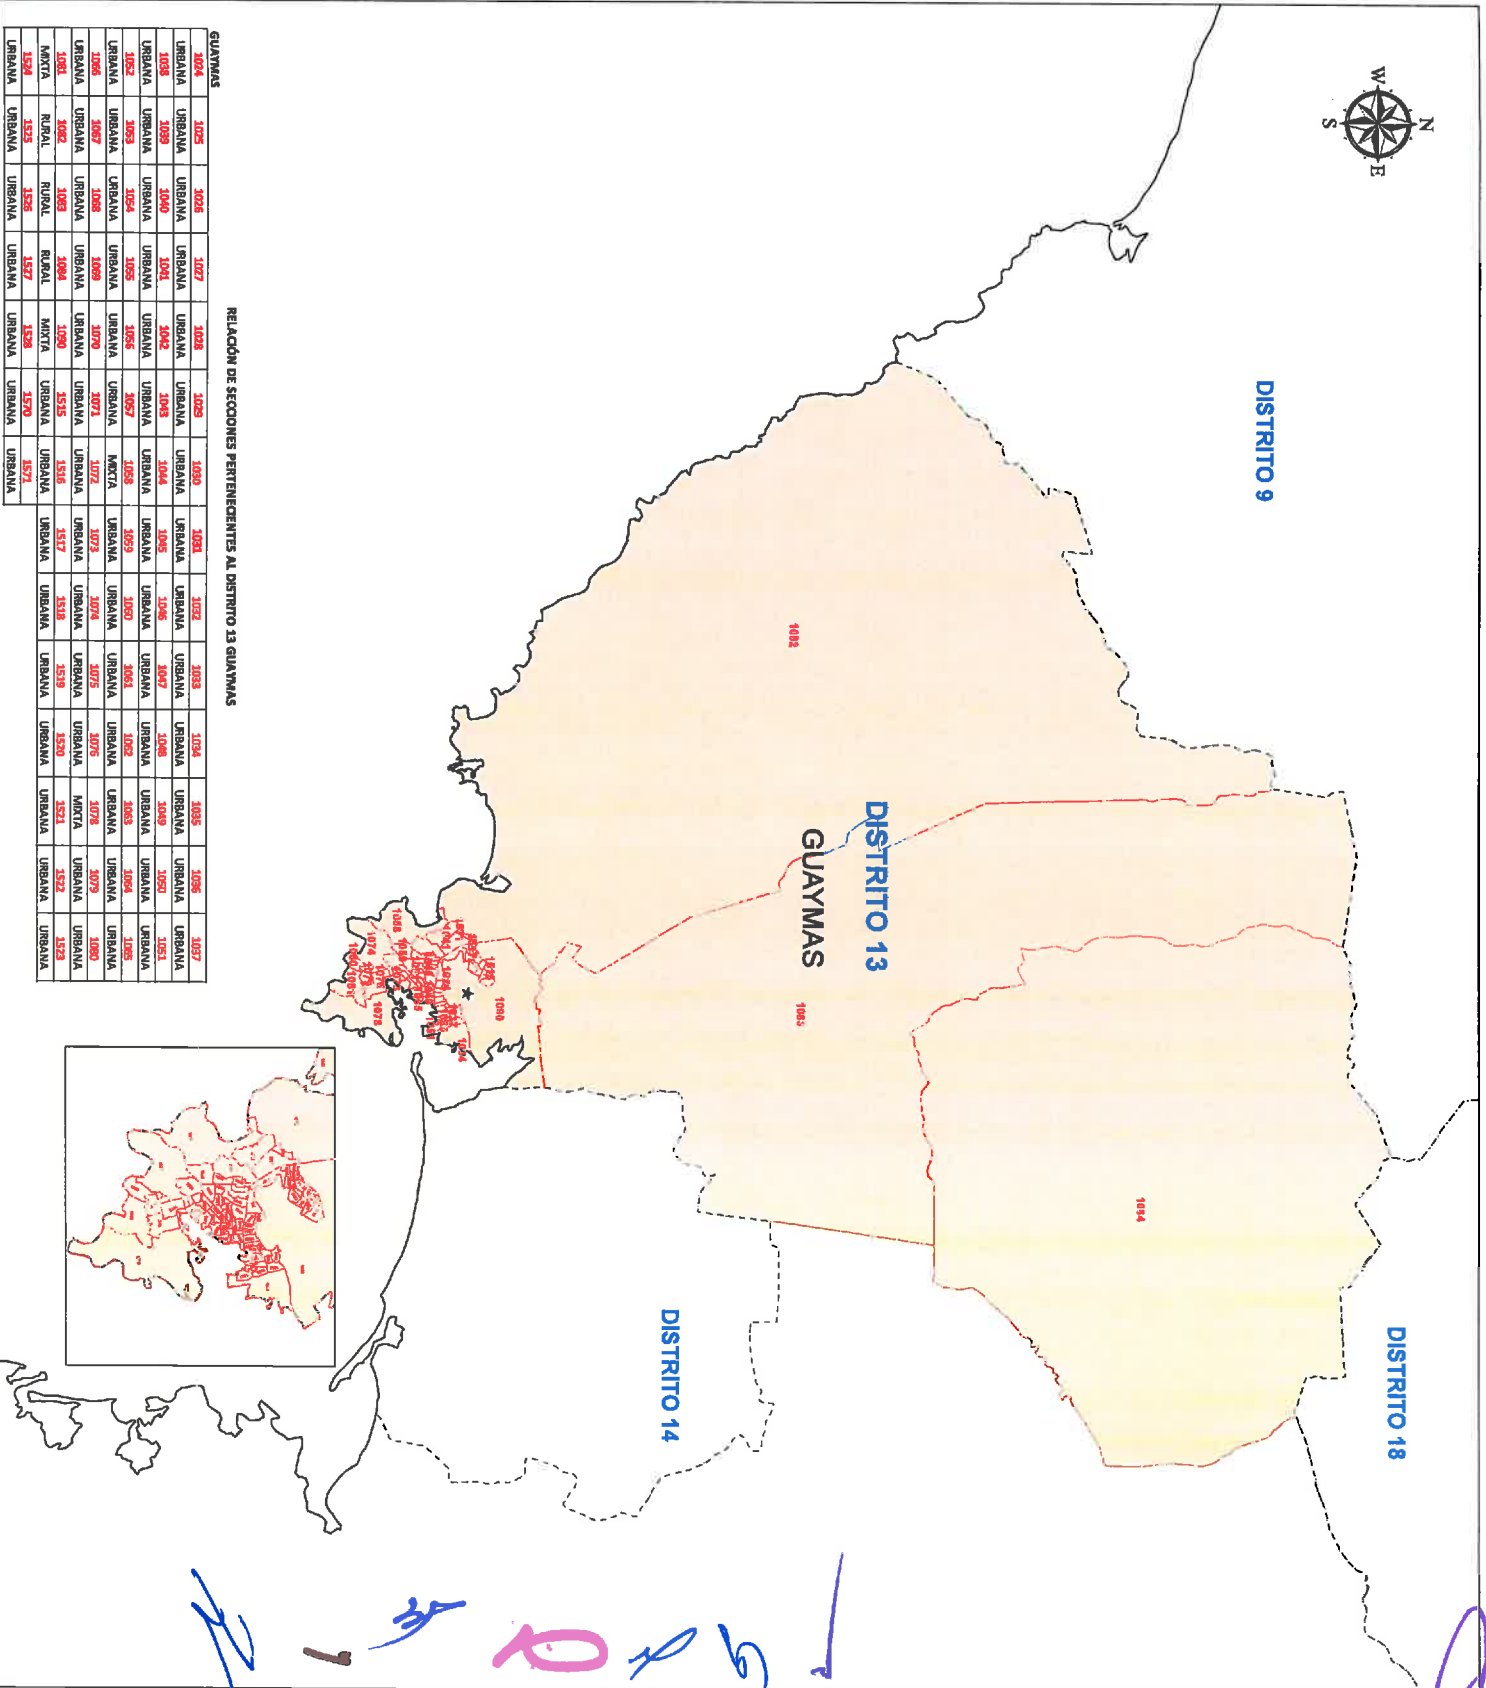 N
W
E
S
DISTRITO 9
DISTRITO 18
DISTRITO 13
GUAYMAS
DISTRITO 14
1082
1083
1084
1090
1078
1074
RELACIÓN DE SECCIONES PERTENECIENTES AL DISTRITO 13 GUAYMAS
GUAYMAS
1024 1025 1026 1027 1028 1029 1030 1031 1032 1033 1034 1035 1036 1037
URBANA URBANA URBANA URBANA URBANA URBANA URBANA URBANA URBANA URBANA URBANA URBANA URBANA URBANA
1038 1039 1040 1041 1042 1043 1044 1045 1046 1047 1048 1049 1050 1051
URBANA URBANA URBANA URBANA URBANA URBANA URBANA URBANA URBANA URBANA URBANA URBANA URBANA URBANA
1052 1053 1054 1055 1056 1057 1058 1059 1060 1061 1062 1063 1064 1065
URBANA URBANA URBANA URBANA URBANA URBANA MIXTA URBANA URBANA URBANA URBANA URBANA URBANA URBANA
1066 1067 1068 1069 1070 1071 1072 1073 1074 1075 1076 1078 1079 1080
URBANA URBANA URBANA URBANA URBANA URBANA URBANA URBANA URBANA URBANA URBANA MIXTA URBANA URBANA
1081 1082 1083 1084 1090 1515 1516 1517 1518 1519 1520 1521 1522 1523
MIXTA RURAL RURAL RURAL MIXTA URBANA URBANA URBANA URBANA URBANA URBANA URBANA URBANA URBANA
1524 1525 1526 1527 1528 1570 1571
URBANA URBANA URBANA URBANA URBANA URBANA URBANA